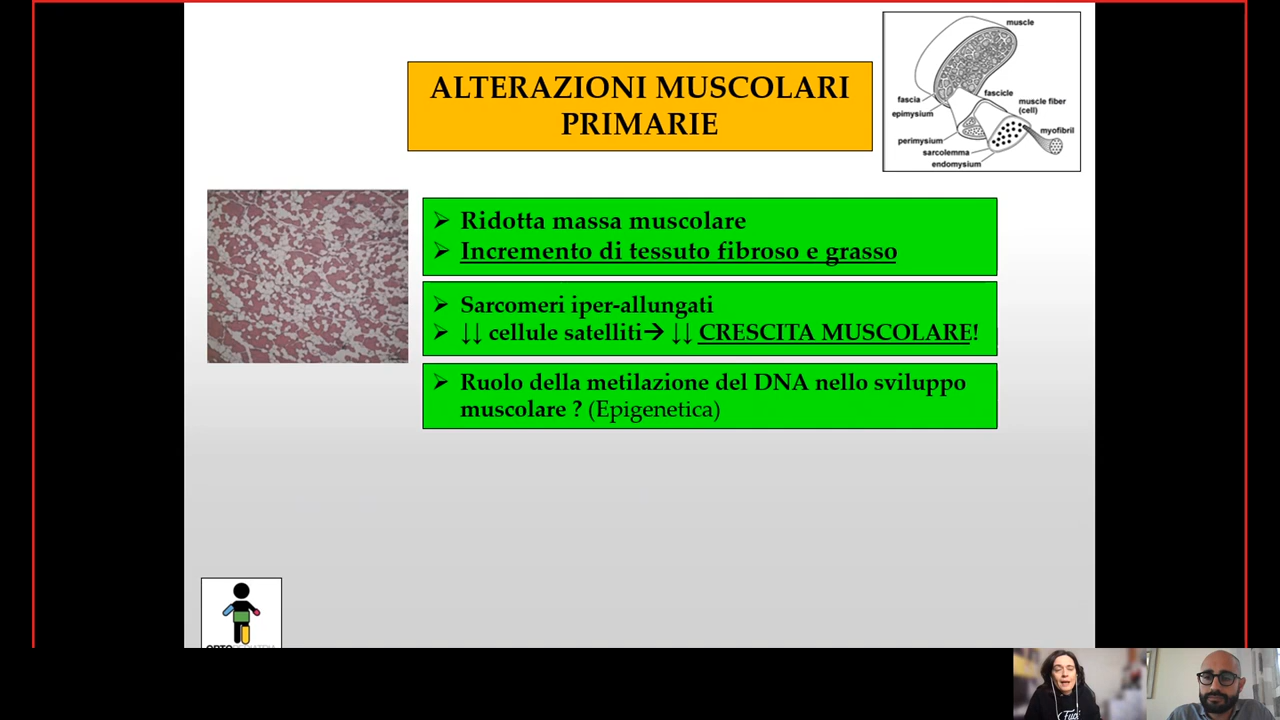 ALTERAZIONI MUSCOLARI
PRIMARIE
muscle
fascicle
fascia
muscle fiber
(cell)
epimysium
myofibril
perimysium
sarcolemma
endomysium
➢ Ridotta massa muscolare
➢ Incremento di tessuto fibroso e grasso
➢ Sarcomeri iper-allungati
➢ ↓↓ cellule satelliti→ ↓↓ CRESCITA MUSCOLARE!
➢ Ruolo della metilazione del DNA nello sviluppo
muscolare ? (Epigenetica)